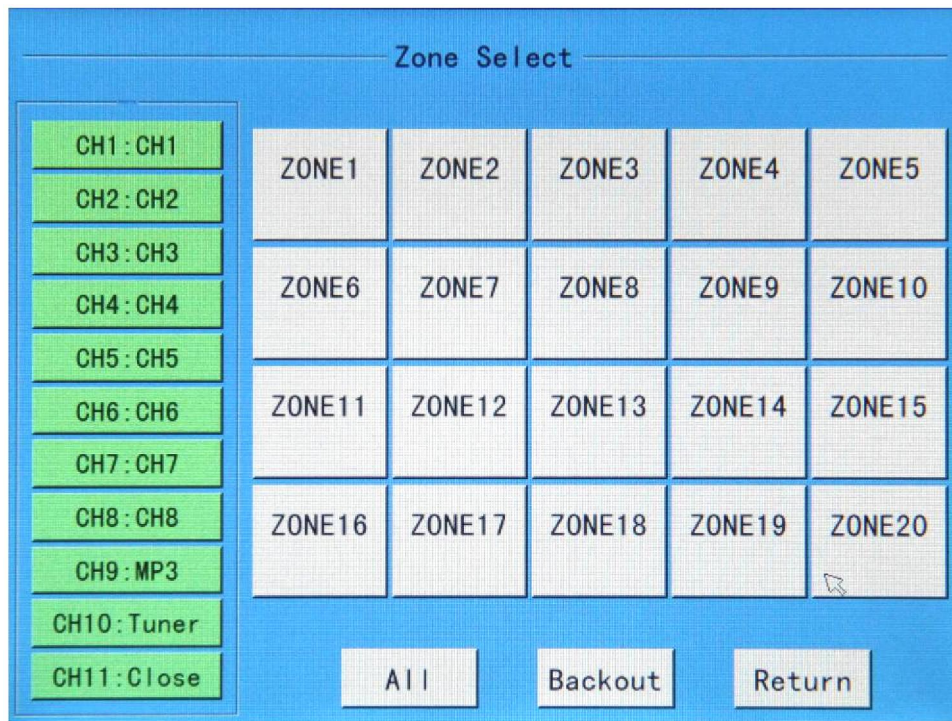 Zone Select
CH1:CH1
CH2:CH2
CH3:CH3
CH4:CH4
CH5:CH5
CH6:CH6
CH7:CH7
CH8:CH8
CH9:MP3
CH10:Tuner
CH11:Close
ZONE1 ZONE2 ZONE3 ZONE4 ZONE5
ZONE6 ZONE7 ZONE8 ZONE9 ZONE10
ZONE11 ZONE12 ZONE13 ZONE14 ZONE15
ZONE16 ZONE17 ZONE18 ZONE19 ZONE20
All Backout Return